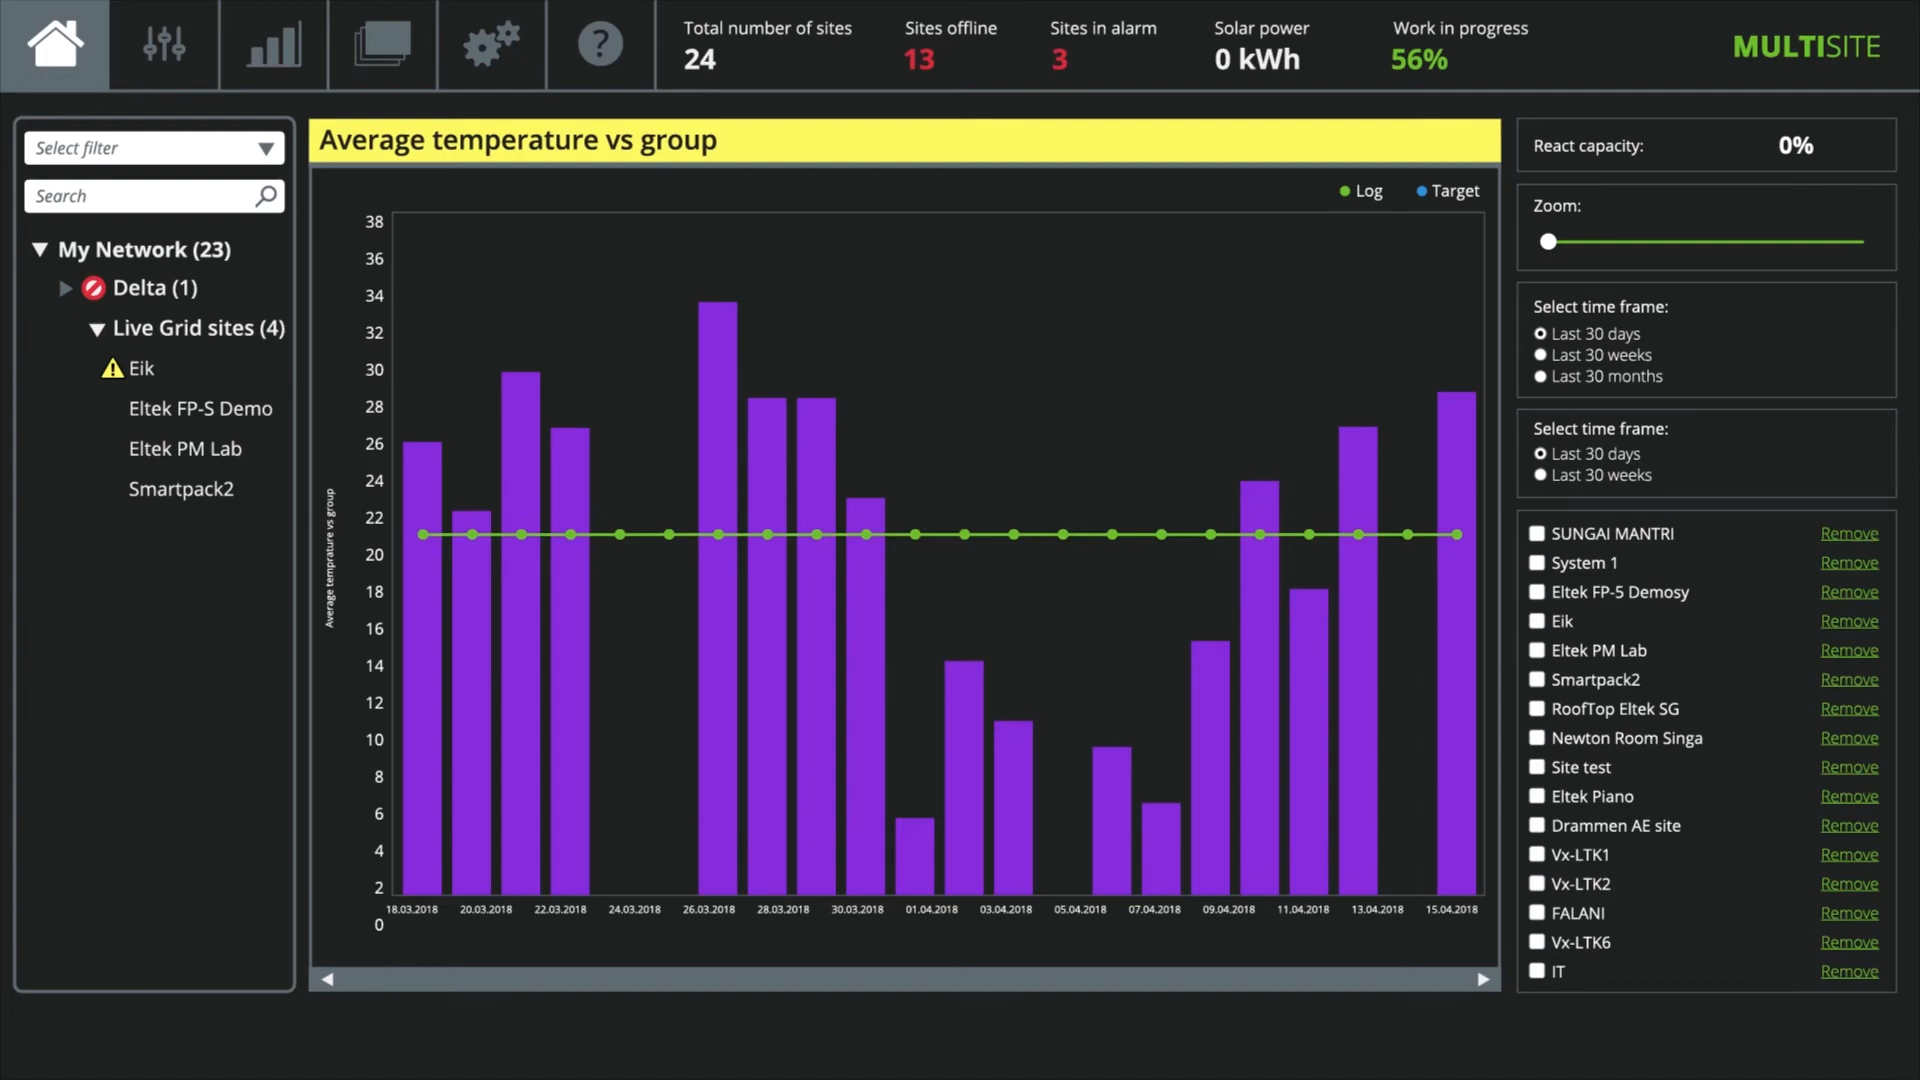 Total number of sites
24
Sites offline
13
Sites in alarm
3
Solar power
0 kWh
Work in progress
56%
MULTISITE
Select filter
Search
My Network (23)
Delta (1)
Live Grid sites (4)
Eik
Eltek FP-S Demo
Eltek PM Lab
Smartpack2
Average temperature vs group
Log
Target
38
36
34
32
30
28
26
24
22
20
18
16
14
12
10
8
6
4
2
0
Average temprature vs group
18.03.2018
20.03.2018
22.03.2018
24.03.2018
26.03.2018
28.03.2018
30.03.2018
01.04.2018
03.04.2018
05.04.2018
07.04.2018
09.04.2018
11.04.2018
13.04.2018
15.04.2018
React capacity:
0%
Zoom:
Select time frame:
Last 30 days
Last 30 weeks
Last 30 months
Select time frame:
Last 30 days
Last 30 weeks
SUNGAI MANTRI Remove
System 1 Remove
Eltek FP-5 Demosy Remove
Eik Remove
Eltek PM Lab Remove
Smartpack2 Remove
RoofTop Eltek SG Remove
Newton Room Singa Remove
Site test Remove
Eltek Piano Remove
Drammen AE site Remove
Vx-LTK1 Remove
Vx-LTK2 Remove
FALANI Remove
Vx-LTK6 Remove
IT Remove